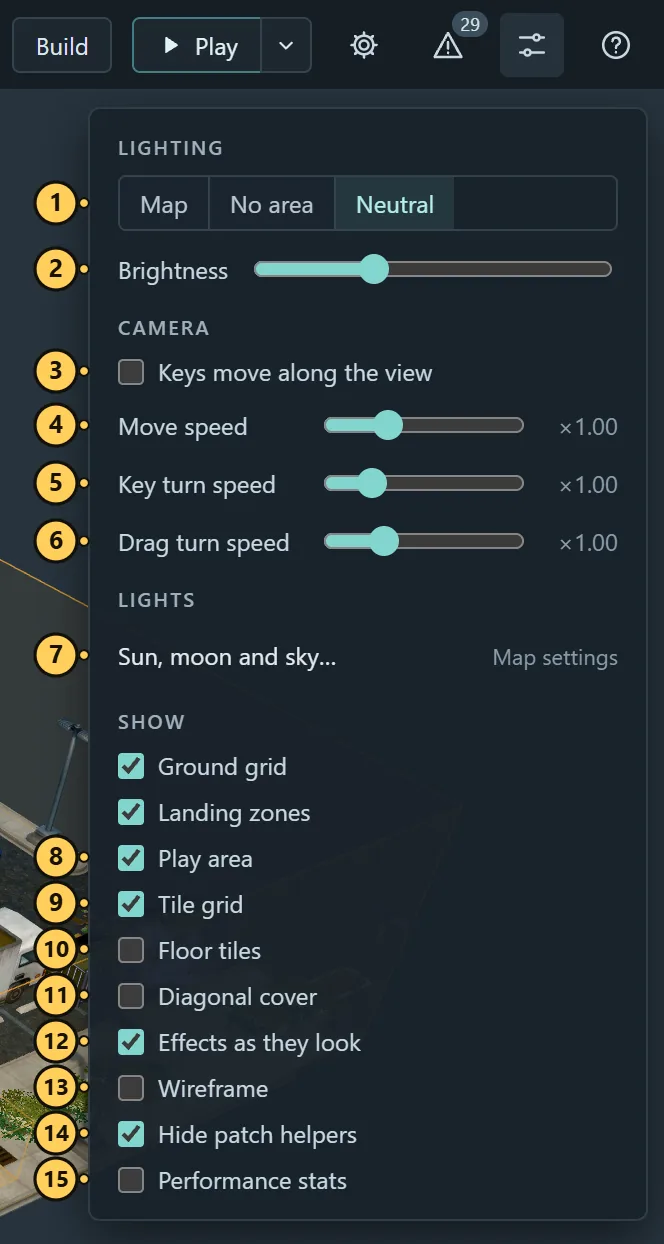 Build
Play
29
LIGHTING
1 Map No area Neutral
2 Brightness
CAMERA
3 Keys move along the view
4 Move speed ×1.00
5 Key turn speed ×1.00
6 Drag turn speed ×1.00
LIGHTS
7 Sun, moon and sky... Map settings
SHOW
Ground grid
Landing zones
8 Play area
9 Tile grid
10 Floor tiles
11 Diagonal cover
12 Effects as they look
13 Wireframe
14 Hide patch helpers
15 Performance stats